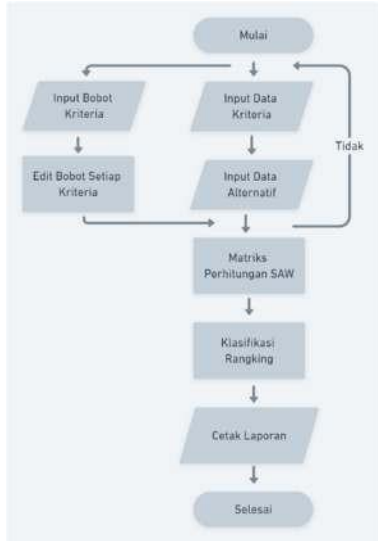 Mulai
Input Bobot
Kriteria
Input Data
Kriteria
Tidak
Edit Bobot Setiap
Kriteria
Input Data
Alternatif
Matriks
Perhitungan SAW
Klasifikasi
Rangking
Cetak Laporan
Selesai